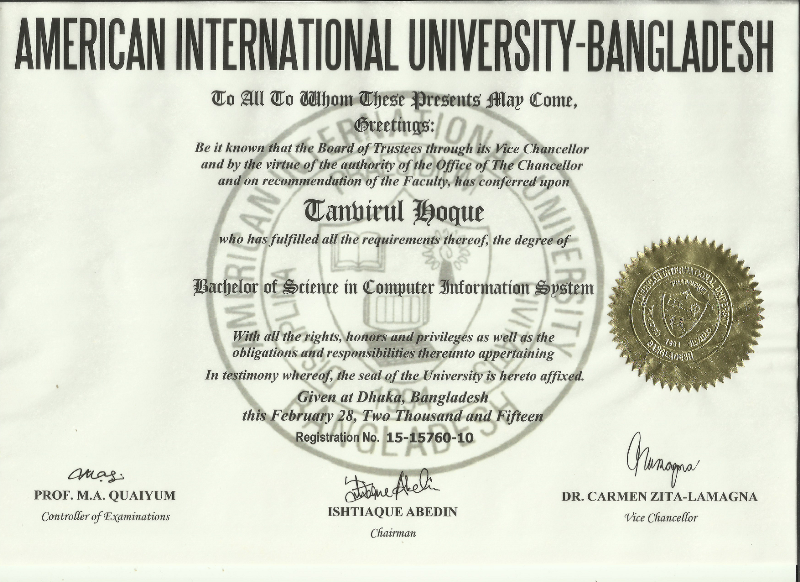 AMERICAN INTERNATIONAL UNIVERSITY-BANGLADESH
To All To Whom These Presents May Come,
Greetings:
Be it known that the Board of Trustees through its Vice Chancellor
and by the virtue of the authority of the Office of The Chancellor
and on recommendation of the Faculty, has conferred upon
Tanvirul Hoque
who has fulfilled all the requirements thereof, the degree of
Bachelor of Science in Computer Information System
With all the rights, honors and privileges as well as the
obligations and responsibilities thereunto appertaining
In testimony whereof, the seal of the University is hereto affixed.
Given at Dhaka, Bangladesh
this February 28, Two Thousand and Fifteen
Registration No. 15-15760-10
PROF. M.A. QUAIYUM
Controller of Examinations
ISHTIAQUE ABEDIN
Chairman
DR. CARMEN ZITA-LAMAGNA
Vice Chancellor
AMERICAN INTERNATIONAL UNIVERSITY
BANGLADESH